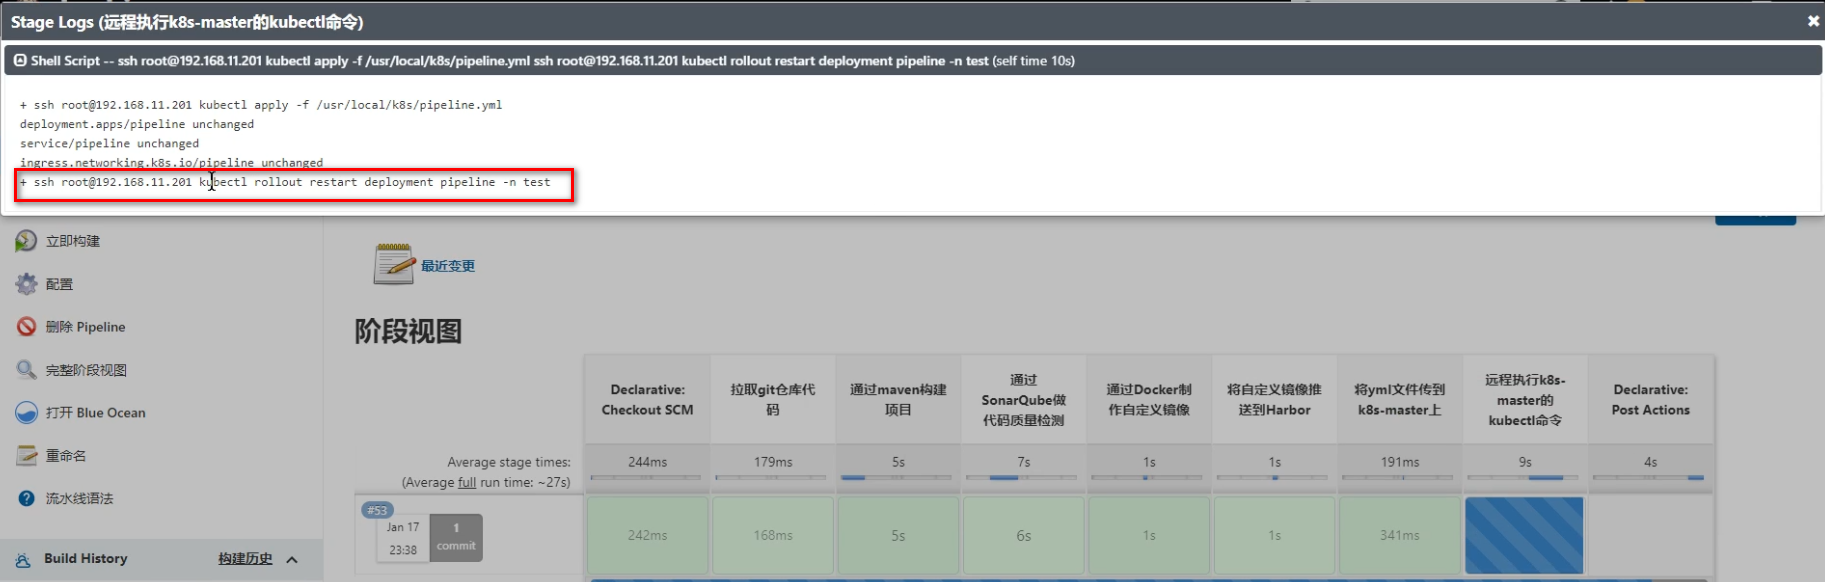 Stage Logs (远程执行k8s-master的kubectl命令)
Shell Script -- ssh root@192.168.11.201 kubectl apply -f /usr/local/k8s/pipeline.yml ssh root@192.168.11.201 kubectl rollout restart deployment pipeline -n test (self time 10s)
+ ssh root@192.168.11.201 kubectl apply -f /usr/local/k8s/pipeline.yml
deployment.apps/pipeline unchanged
service/pipeline unchanged
ingress.networking.k8s.io/pipeline unchanged
+ ssh root@192.168.11.201 kubectl rollout restart deployment pipeline -n test
立即构建
配置
删除 Pipeline
完整阶段视图
打开 Blue Ocean
重命名
流水线语法
Build History 构建历史
最近变更
阶段视图
Declarative:
Checkout SCM
拉取git仓库代
码
通过maven构建
项目
通过
SonarQube做
代码质量检测
通过Docker制
作自定义镜像
将自定义镜像推
送到Harbor
将yml文件传到
k8s-master上
远程执行k8s-
master的
kubectl命令
Declarative:
Post Actions
Average stage times:
(Average full run time: ~27s)
244ms
179ms
5s
7s
1s
1s
191ms
9s
4s
#53
Jan 17
23:38
1
commit
242ms
168ms
5s
6s
1s
1s
341ms